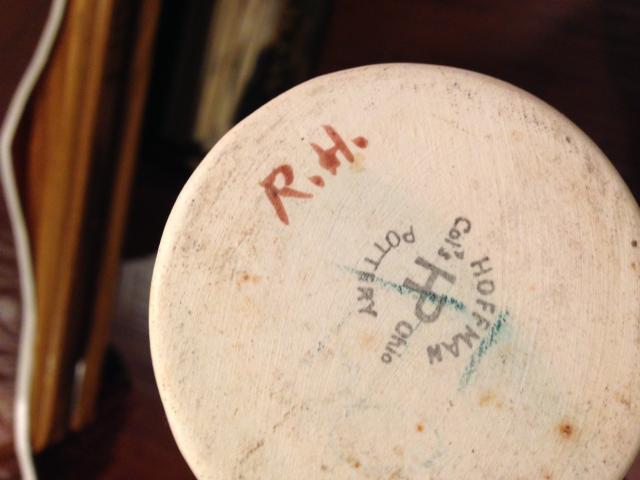 R.H.
HOFFMAN
Col's HP Ohio
POTTERY